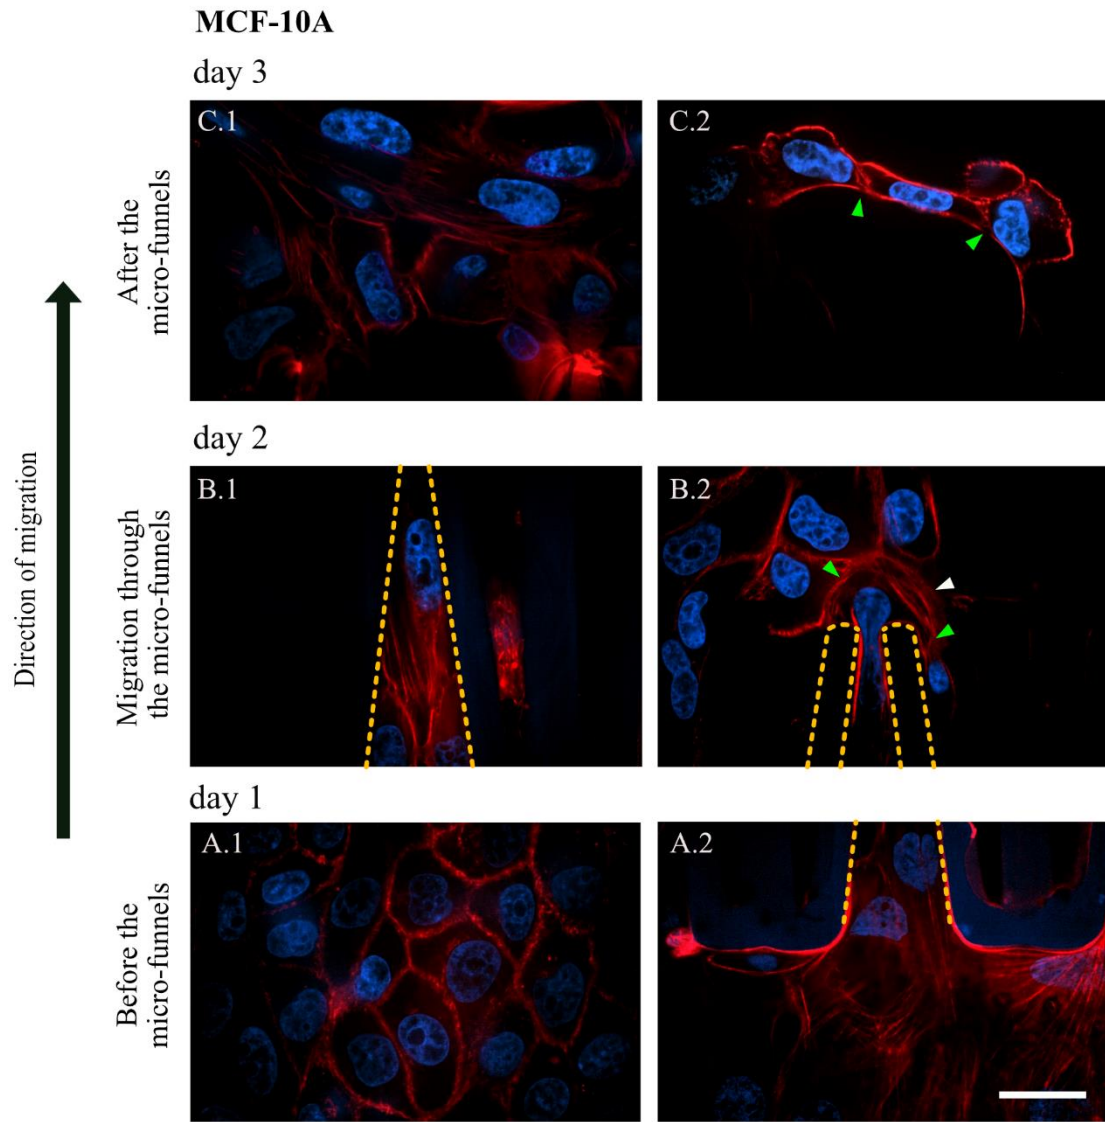 MCF-10A
day 3
C.1
C.2
After the
micro-funnels
day 2
B.1
B.2
Migration through
the micro-funnels
Direction of migration
day 1
A.1
A.2
Before the
micro-funnels